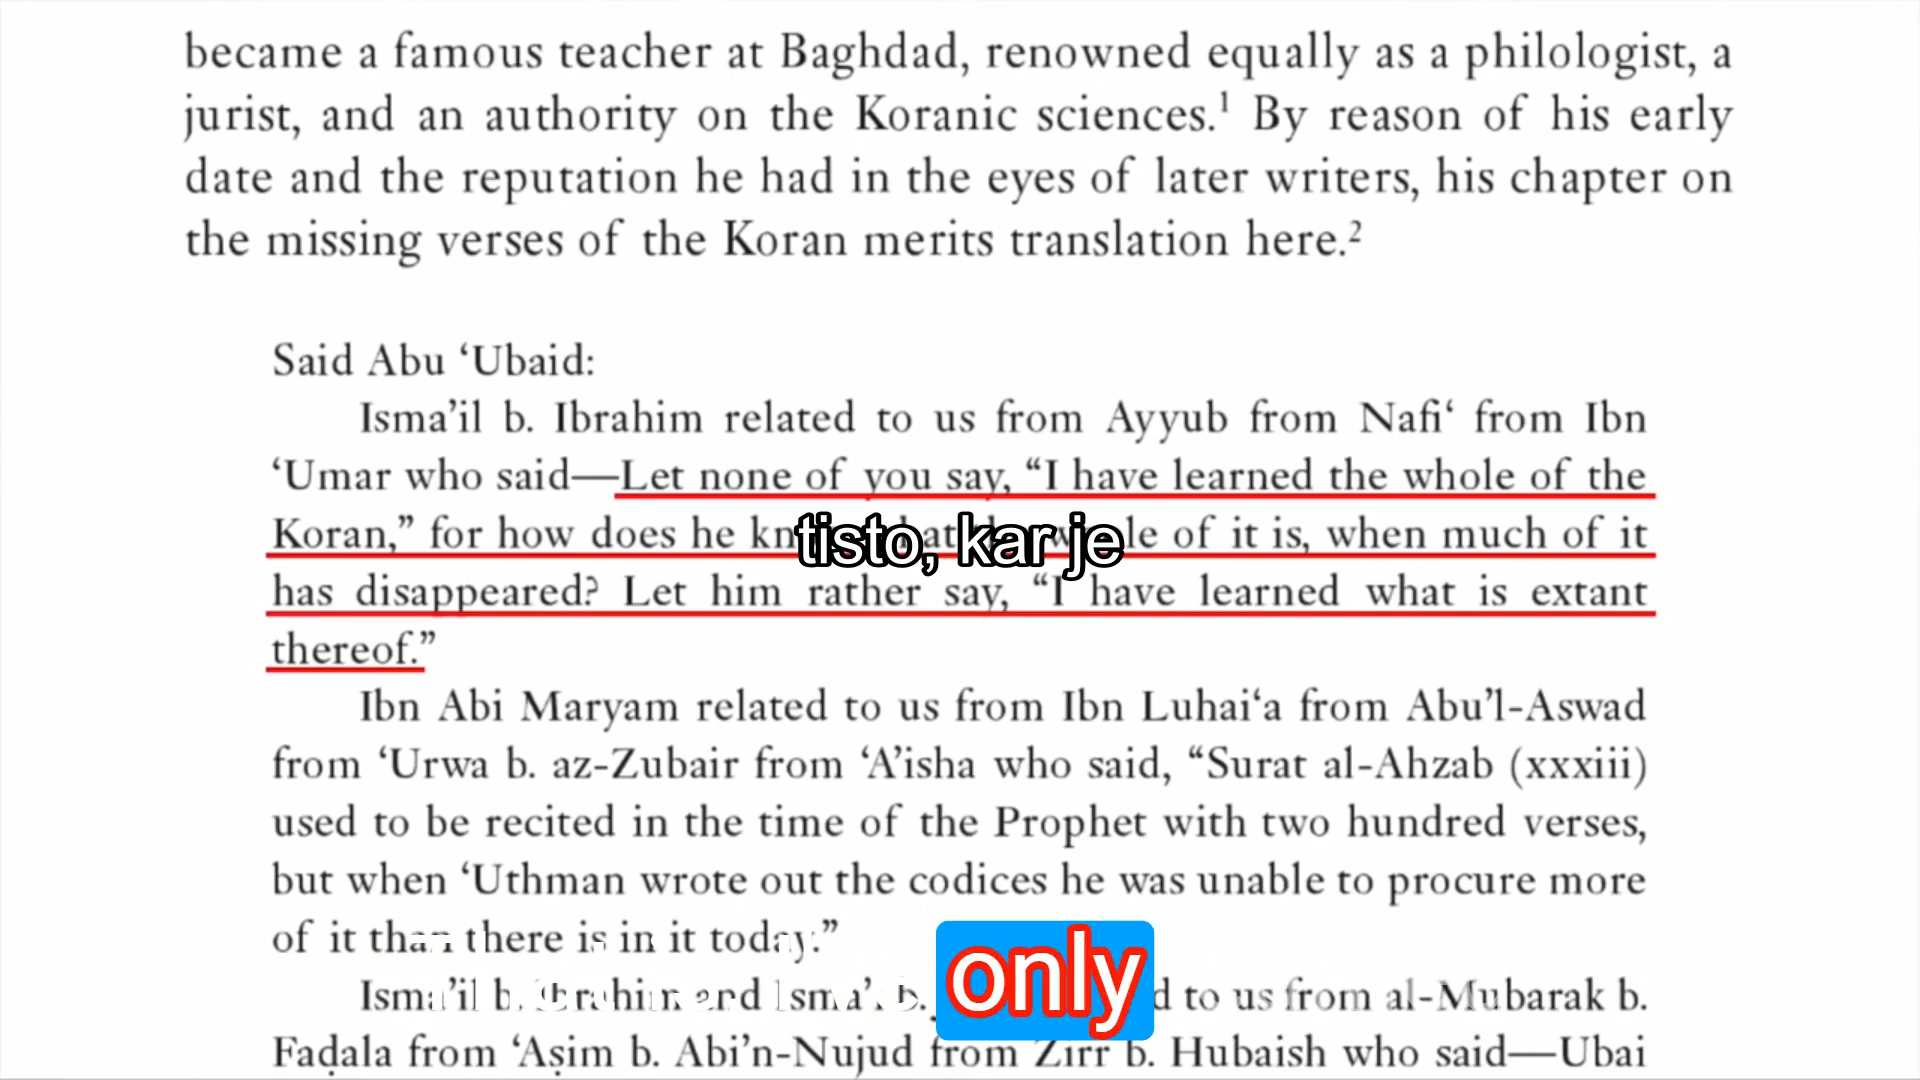 became a famous teacher at Baghdad, renowned equally as a philologist, a
jurist, and an authority on the Koranic sciences.¹ By reason of his early
date and the reputation he had in the eyes of later writers, his chapter on
the missing verses of the Koran merits translation here.²
Said Abu ‘Ubaid:
Isma’il b. Ibrahim related to us from Ayyub from Nafi‘ from Ibn
‘Umar who said—Let none of you say, “I have learned the whole of the
Koran,” for how does he le of it is, when much of it
tisto, kar je
has disappeared? Let him rather say, “I have learned what is extant
thereof.”
Ibn Abi Maryam related to us from Ibn Luhai‘a from Abu’l-Aswad
from ‘Urwa b. az-Zubair from ‘A’isha who said, “Surat al-Ahzab (xxxiii)
used to be recited in the time of the Prophet with two hundred verses,
but when ‘Uthman wrote out the codices he was unable to procure more
of it than there is in it today.”
only
Isma’il b. Ibrahim and Isma’il b. d to us from al-Mubarak b.
Faḍala from ‘Aṣim b. Abi’n-Nujud from Zirr b. Hubaish who said—Ubai